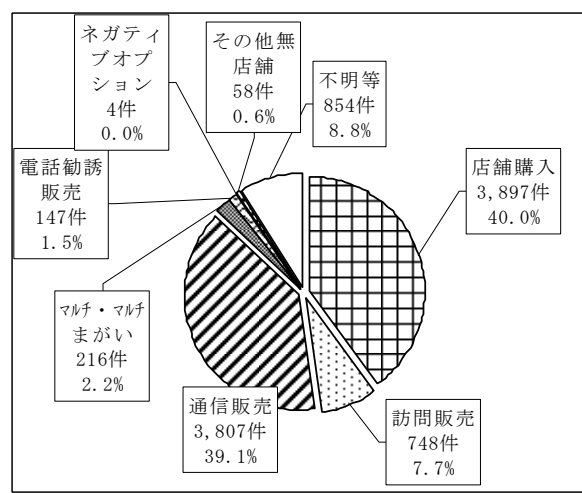 ネガティ
ブオプ
ション
4件
0.0%
その他無
店舗
58件
0.6%
不明等
854件
8.8%
店舗購入
3,897件
40.0%
電話勧誘
販売
147件
1.5%
ﾏﾙﾁ・ﾏﾙﾁ
まがい
216件
2.2%
通信販売
3,807件
39.1%
訪問販売
748件
7.7%